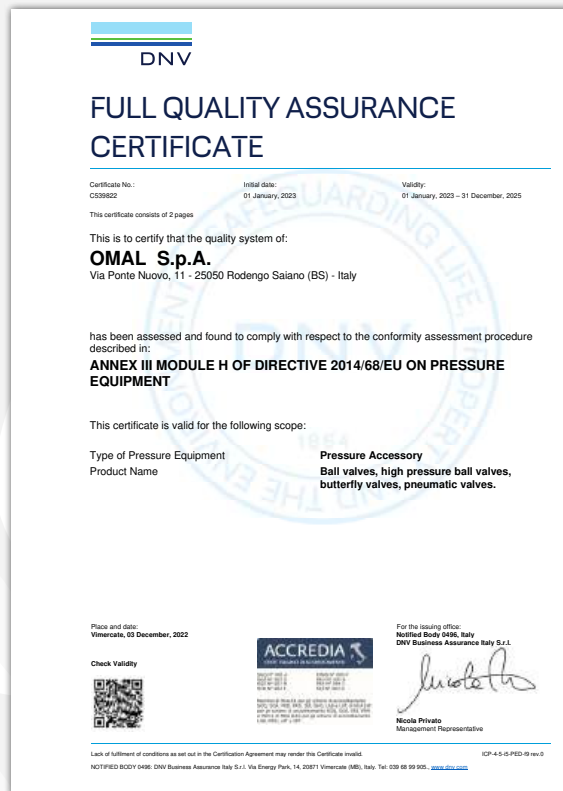 DNV
FULL QUALITY ASSURANCE
CERTIFICATE
Certificate No.:
C539822
Initial date:
01 January, 2023
Validity:
01 January, 2023 – 31 December, 2025
This certificate consists of 2 pages
This is to certify that the quality system of:
OMAL S.p.A.
Via Ponte Nuovo, 11 - 25050 Rodengo Saiano (BS) - Italy
has been assessed and found to comply with respect to the conformity assessment procedure
described in:
ANNEX III MODULE H OF DIRECTIVE 2014/68/EU ON PRESSURE
EQUIPMENT
This certificate is valid for the following scope:
Type of Pressure Equipment Pressure Accessory
Product Name Ball valves, high pressure ball valves,
butterfly valves, pneumatic valves.
SAFEGUARDING LIFE, PROPERTY AND THE ENVIRONMENT
DNV
1864
Place and date:
Vimercate, 03 December, 2022
Check Validity
ACCREDIA
For the issuing office:
Notified Body 0496, Italy
DNV Business Assurance Italy S.r.l.
Nicola Privato
Management Representative
Lack of fulfilment of conditions as set out in the Certification Agreement may render this Certificate invalid. ICP-4-5-i5-PED-f9 rev.0
NOTIFIED BODY 0496: DNV Business Assurance Italy S.r.l. Via Energy Park, 14, 20871 Vimercate (MB), Italy. Tel: 039 68 99 905., www.dnv.com